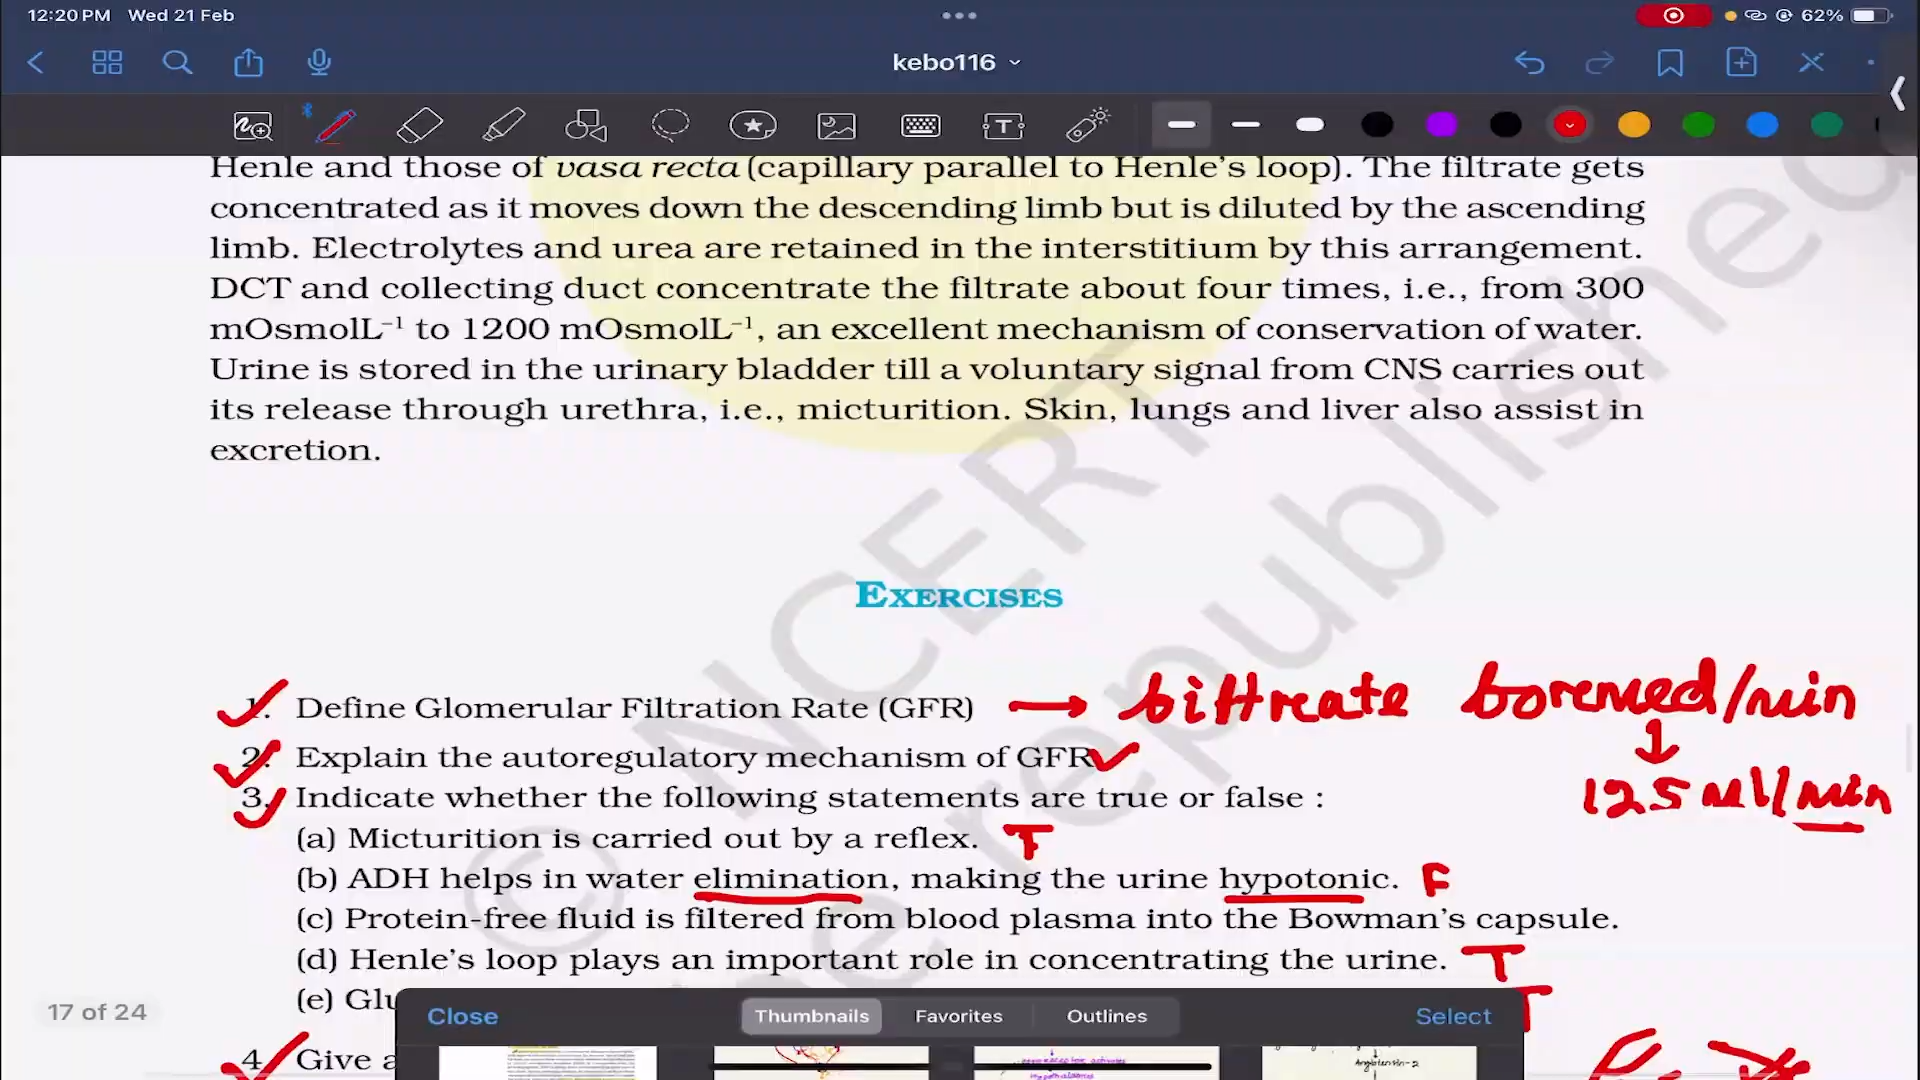 12:20 PM Wed 21 Feb
62%
kebo116
Henle and those of vasa recta (capillary parallel to Henle's loop). The filtrate gets
concentrated as it moves down the descending limb but is diluted by the ascending
limb. Electrolytes and urea are retained in the interstitium by this arrangement.
DCT and collecting duct concentrate the filtrate about four times, i.e., from 300
mOsmolL⁻¹ to 1200 mOsmolL⁻¹, an excellent mechanism of conservation of water.
Urine is stored in the urinary bladder till a voluntary signal from CNS carries out
its release through urethra, i.e., micturition. Skin, lungs and liver also assist in
excretion.
© NCERT
be republished
EXERCISES
1. Define Glomerular Filtration Rate (GFR) → /min
2. Explain the autoregulatory mechanism of GFR
125 ml/min
3. Indicate whether the following statements are true or false :
(a) Micturition is carried out by a reflex. T
(b) ADH helps in water elimination, making the urine hypotonic. F
(c) Protein-free fluid is filtered from blood plasma into the Bowman's capsule.
(d) Henle's loop plays an important role in concentrating the urine. T
(e) T
17 of 24
Close Thumbnails Favorites Outlines Select
4. Give
Angiotensin-2